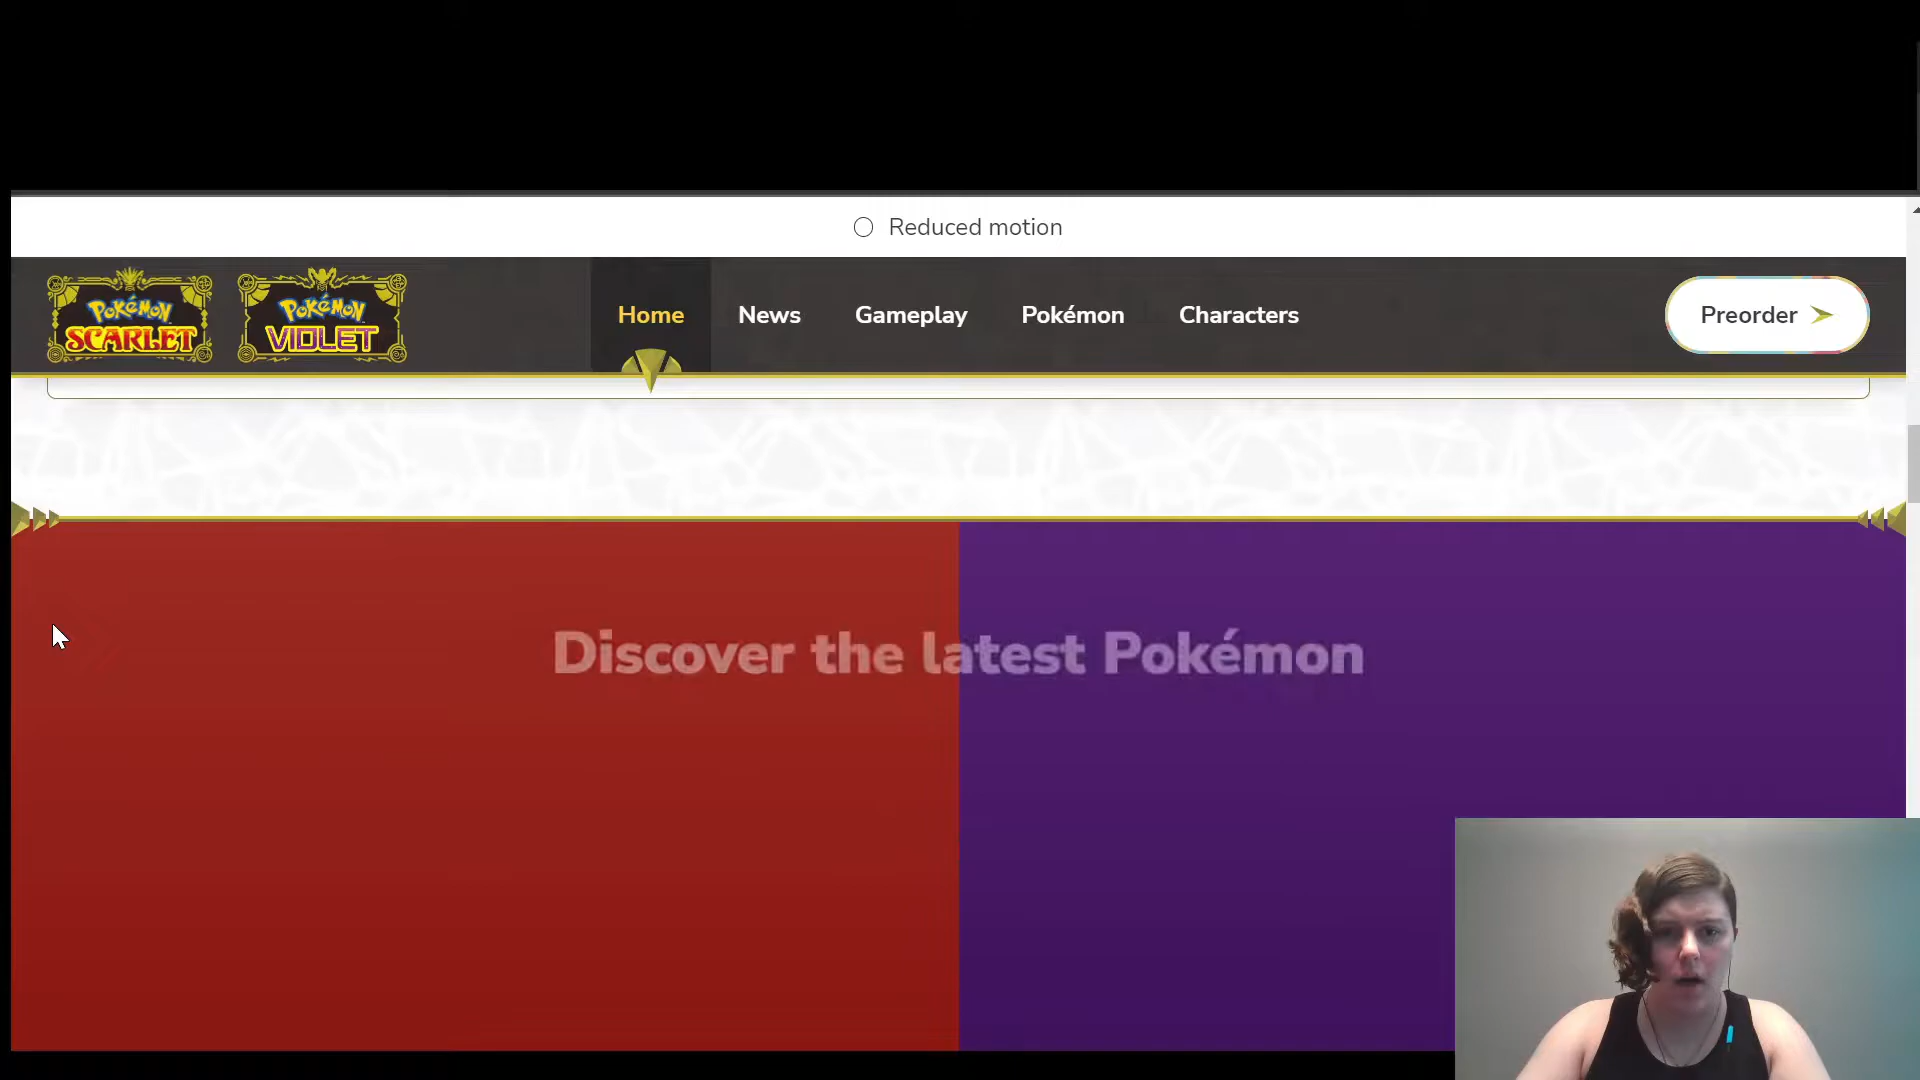 Reduced motion
POKéMON
SCARLET
POKéMON
VIOLET
Home
News
Gameplay
Pokémon
Characters
Preorder
Discover the latest Pokémon